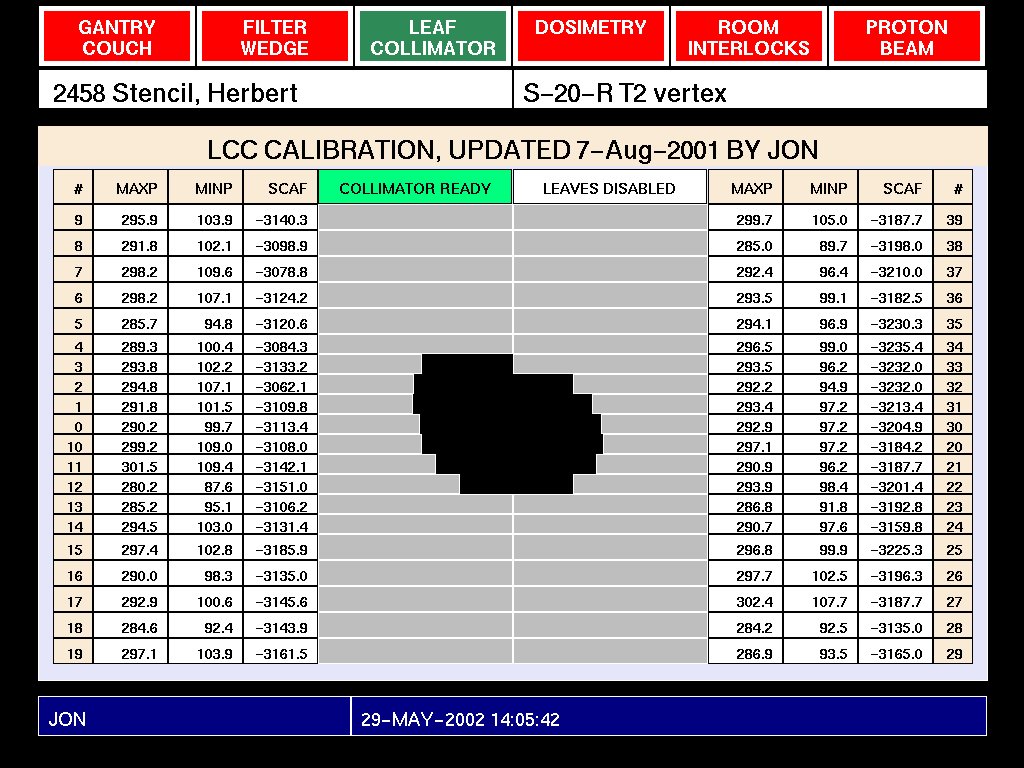 GANTRY COUCH FILTER WEDGE LEAF COLLIMATOR DOSIMETRY ROOM INTERLOCKS PROTON BEAM
2458 Stencil, Herbert S-20-R T2 vertex
LCC CALIBRATION, UPDATED 7-Aug-2001 BY JON
# MAXP MINP SCAF COLLIMATOR READY LEAVES DISABLED MAXP MINP SCAF #
9 295.9 103.9 -3140.3 299.7 105.0 -3187.7 39
8 291.8 102.1 -3098.9 285.0 89.7 -3198.0 38
7 298.2 109.6 -3078.8 292.4 96.4 -3210.0 37
6 298.2 107.1 -3124.2 293.5 99.1 -3182.5 36
5 285.7 94.8 -3120.6 294.1 96.9 -3230.3 35
4 289.3 100.4 -3084.3 296.5 99.0 -3235.4 34
3 293.8 102.2 -3133.2 293.5 96.2 -3232.0 33
2 294.8 107.1 -3062.1 292.2 94.9 -3232.0 32
1 291.8 101.5 -3109.8 293.4 97.2 -3213.4 31
0 290.2 99.7 -3113.4 292.9 97.2 -3204.9 30
10 299.2 109.0 -3108.0 297.1 97.2 -3184.2 20
11 301.5 109.4 -3142.1 290.9 96.2 -3187.7 21
12 280.2 87.6 -3151.0 293.9 98.4 -3201.4 22
13 285.2 95.1 -3106.2 286.8 91.8 -3192.8 23
14 294.5 103.0 -3131.4 290.7 97.6 -3159.8 24
15 297.4 102.8 -3185.9 296.8 99.9 -3225.3 25
16 290.0 98.3 -3135.0 297.7 102.5 -3196.3 26
17 292.9 100.6 -3145.6 302.4 107.7 -3187.7 27
18 284.6 92.4 -3143.9 284.2 92.5 -3135.0 28
19 297.1 103.9 -3161.5 286.9 93.5 -3165.0 29
JON 29-MAY-2002 14:05:42